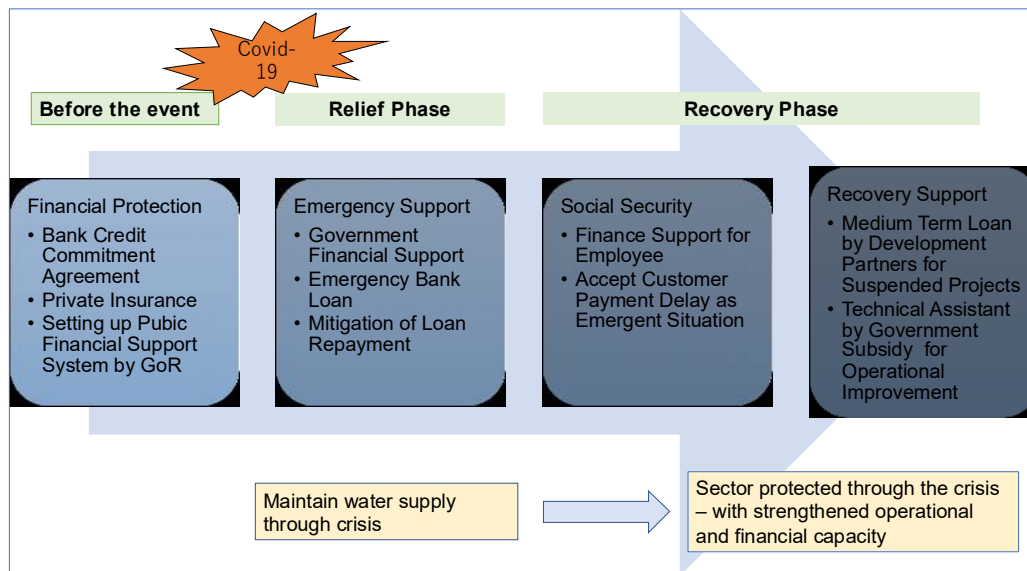 Covid-
19
Before the event
Relief Phase
Recovery Phase
Financial Protection
• Bank Credit
Commitment
Agreement
• Private Insurance
• Setting up Pubic
Financial Support
System by GoR
Emergency Support
• Government
Financial Support
• Emergency Bank
Loan
• Mitigation of Loan
Repayment
Social Security
• Finance Support for
Employee
• Accept Customer
Payment Delay as
Emergent Situation
Recovery Support
• Medium Term Loan
by Development
Partners for
Suspended Projects
• Technical Assistant
by Government
Subsidy for
Operational
Improvement
Maintain water supply
through crisis
Sector protected through the crisis
– with strengthened operational
and financial capacity